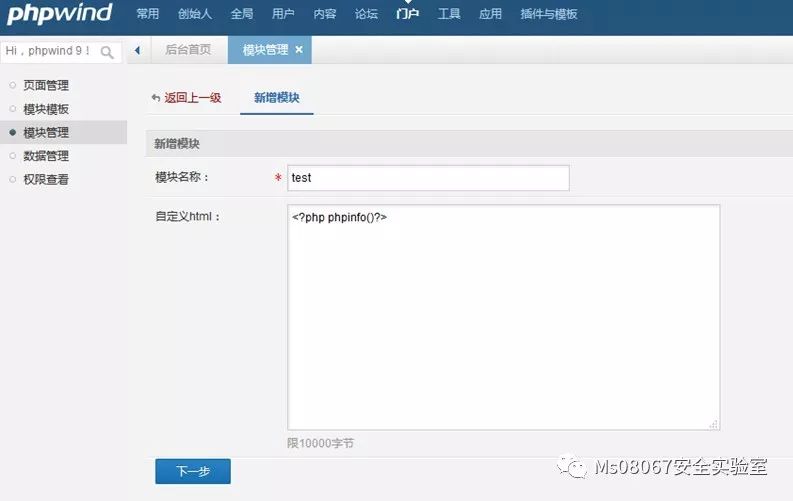 phpwind 常用 创始人 全局 用户 内容 论坛 门户 工具 应用 插件与模板
Hi , phpwind 9 ! 后台首页 模块管理 ×
页面管理
模块模板
模块管理
数据管理
权限查看
返回上一级 新增模块
新增模块
模块名称： * test
自定义html： <?php phpinfo()?>
限10000字节
下一步
Ms08067安全实验室